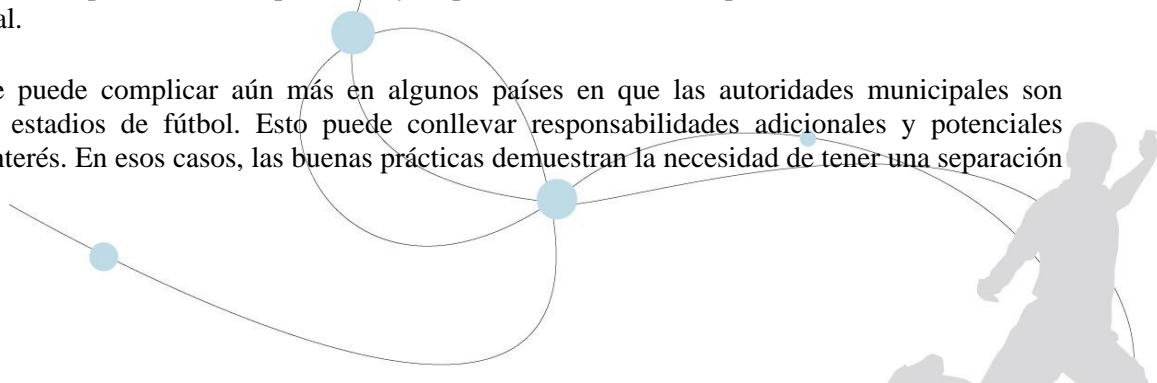 al.
e puede complicar aún más en algunos países en que las autoridades municipales son
estadios de fútbol. Esto puede conllevar responsabilidades adicionales y potenciales
nterés. En esos casos, las buenas prácticas demuestran la necesidad de tener una separación